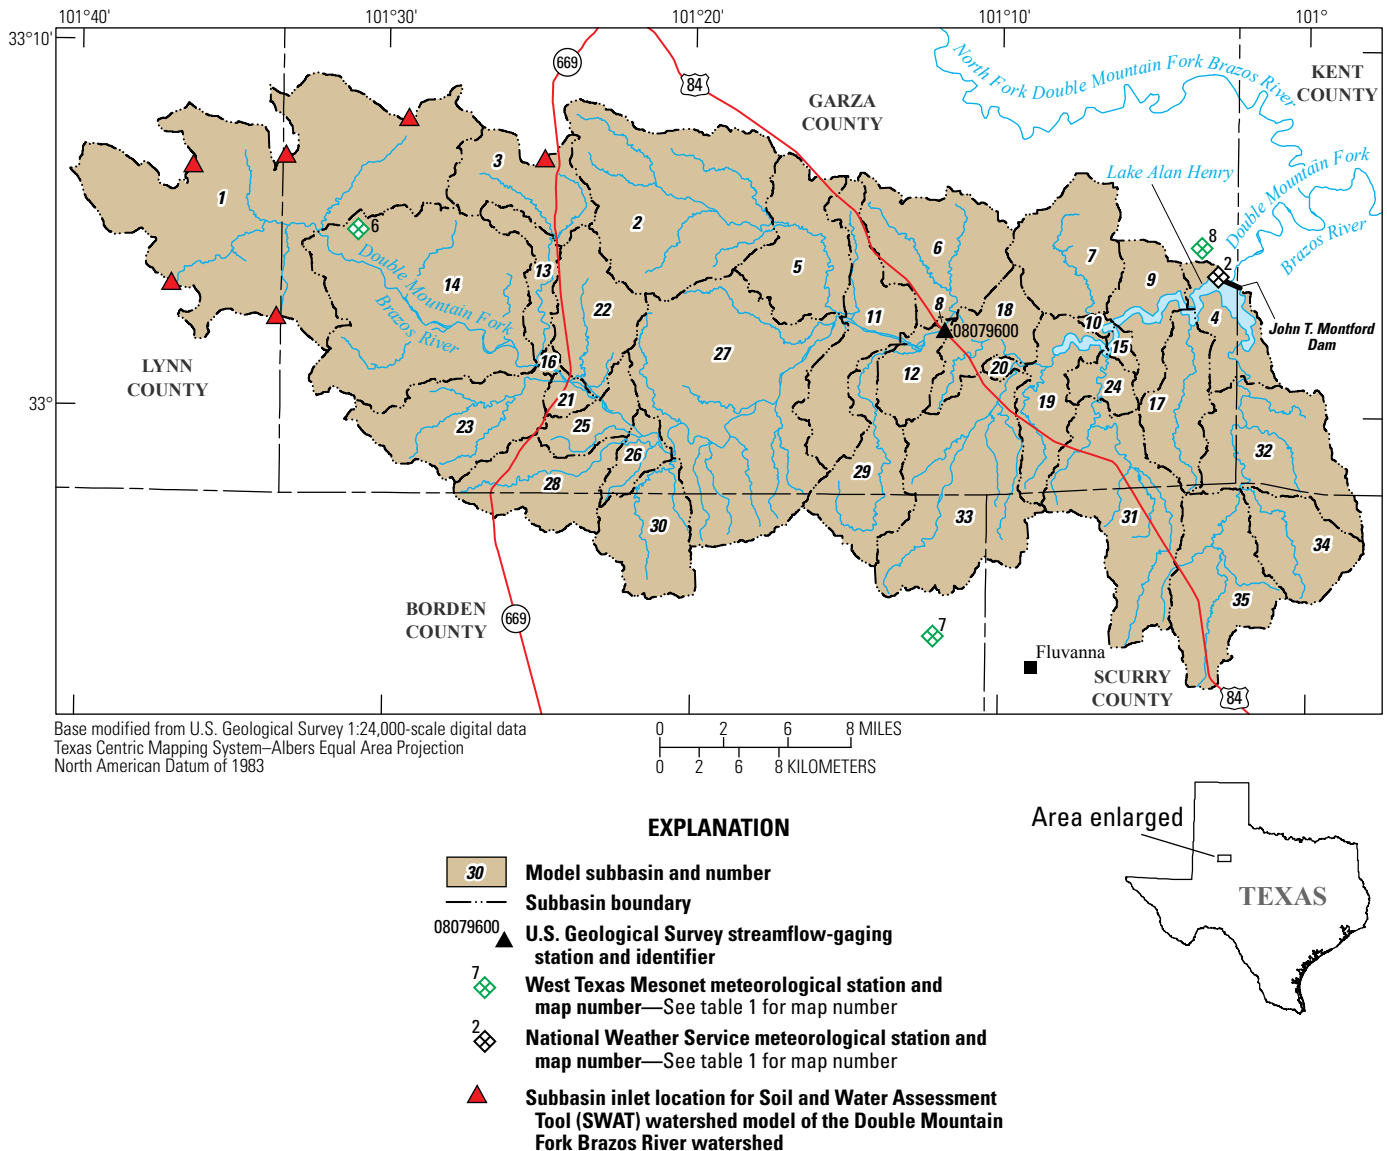 101°40'
101°30'
101°20'
101°10'
101°
33°10'
33°
669
84
GARZA
COUNTY
KENT
COUNTY
North Fork Double Mountain Fork Brazos River
Lake Alan Henry
Double Mountain Fork
Brazos River
8
2
John T. Montford
Dam
1
3
2
6
Double Mountain Fork
Brazos River
14
13
22
5
6
7
9
4
11
8
08079600
18
10
15
16
27
12
20
24
19
17
21
23
25
26
28
29
30
33
31
32
34
35
LYNN
COUNTY
BORDEN
COUNTY
669
7
Fluvanna
SCURRY
COUNTY
84
Base modified from U.S. Geological Survey 1:24,000-scale digital data
Texas Centric Mapping System–Albers Equal Area Projection
North American Datum of 1983
0 2 6 8 MILES
0 2 6 8 KILOMETERS
Area enlarged
TEXAS
EXPLANATION
30 Model subbasin and number
Subbasin boundary
08079600 U.S. Geological Survey streamflow-gaging
station and identifier
7 West Texas Mesonet meteorological station and
map number—See table 1 for map number
2 National Weather Service meteorological station and
map number—See table 1 for map number
Subbasin inlet location for Soil and Water Assessment
Tool (SWAT) watershed model of the Double Mountain
Fork Brazos River watershed